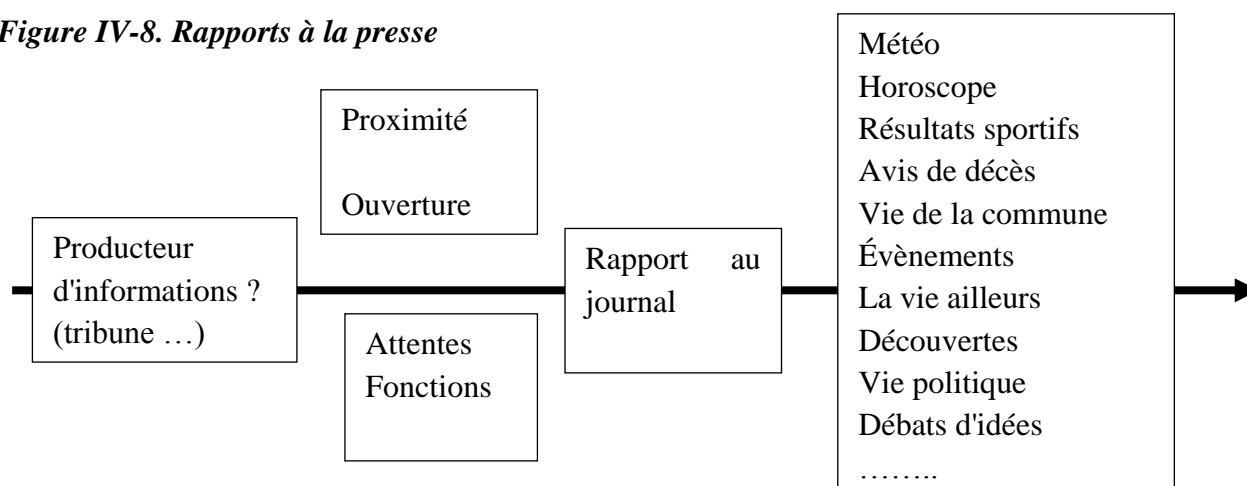 Figure IV-8. Rapports à la presse
Proximité
Ouverture
Producteur
d'informations ?
(tribune …)
Attentes
Fonctions
Rapport au
journal
Météo
Horoscope
Résultats sportifs
Avis de décès
Vie de la commune
Évènements
La vie ailleurs
Découvertes
Vie politique
Débats d'idées
……..